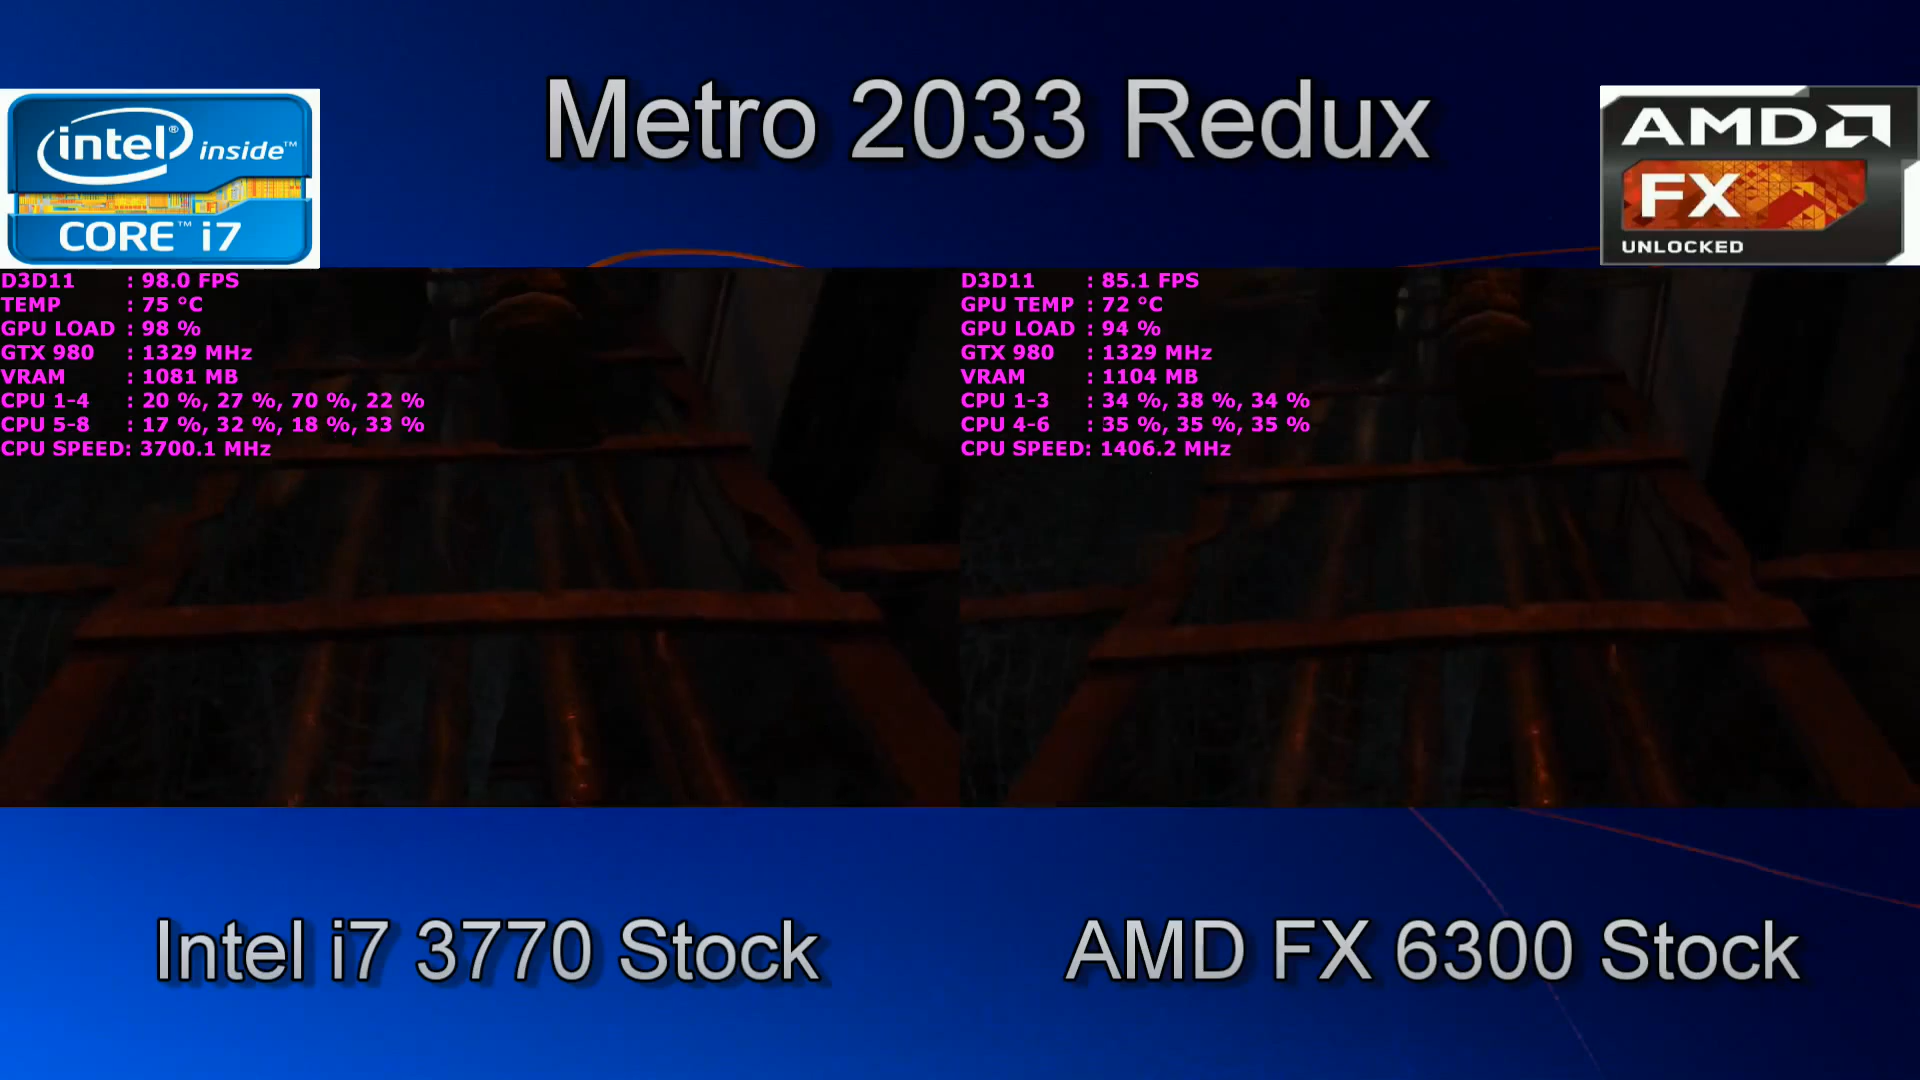 Metro 2033 Redux
intel® inside™
CORE™ i7
AMD
FX
UNLOCKED
D3D11 : 98.0 FPS
TEMP : 75 °C
GPU LOAD : 98 %
GTX 980 : 1329 MHz
VRAM : 1081 MB
CPU 1-4 : 20 %, 27 %, 70 %, 22 %
CPU 5-8 : 17 %, 32 %, 18 %, 33 %
CPU SPEED: 3700.1 MHz
D3D11 : 85.1 FPS
GPU TEMP : 72 °C
GPU LOAD : 94 %
GTX 980 : 1329 MHz
VRAM : 1104 MB
CPU 1-3 : 34 %, 38 %, 34 %
CPU 4-6 : 35 %, 35 %, 35 %
CPU SPEED: 1406.2 MHz
Intel i7 3770 Stock
AMD FX 6300 Stock